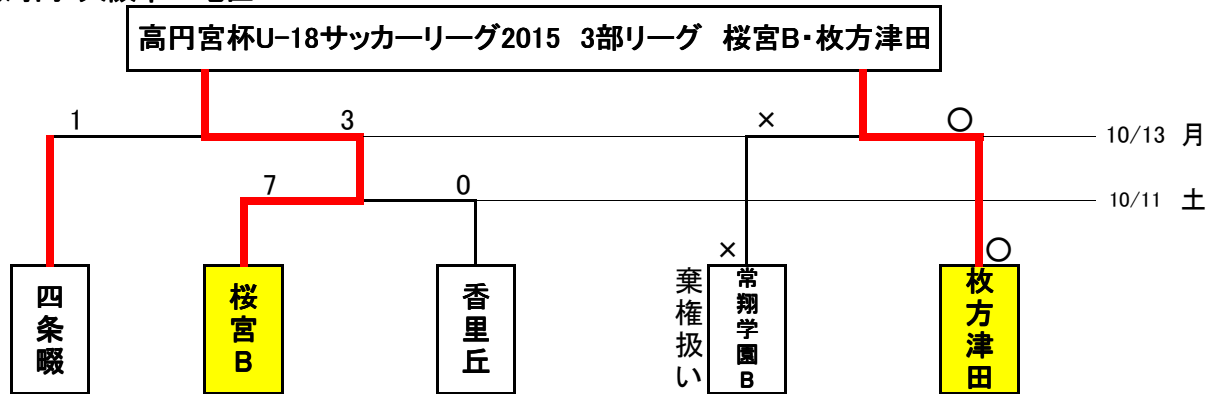 高円宮杯U-18サッカーリーグ2015 3部リーグ 桜宮B・枚方津田
1
3
×
○
10/13 月
7
0
10/11 土
×
○
四条畷
桜宮B
香里丘
棄権扱い
常翔学園B
枚方津田